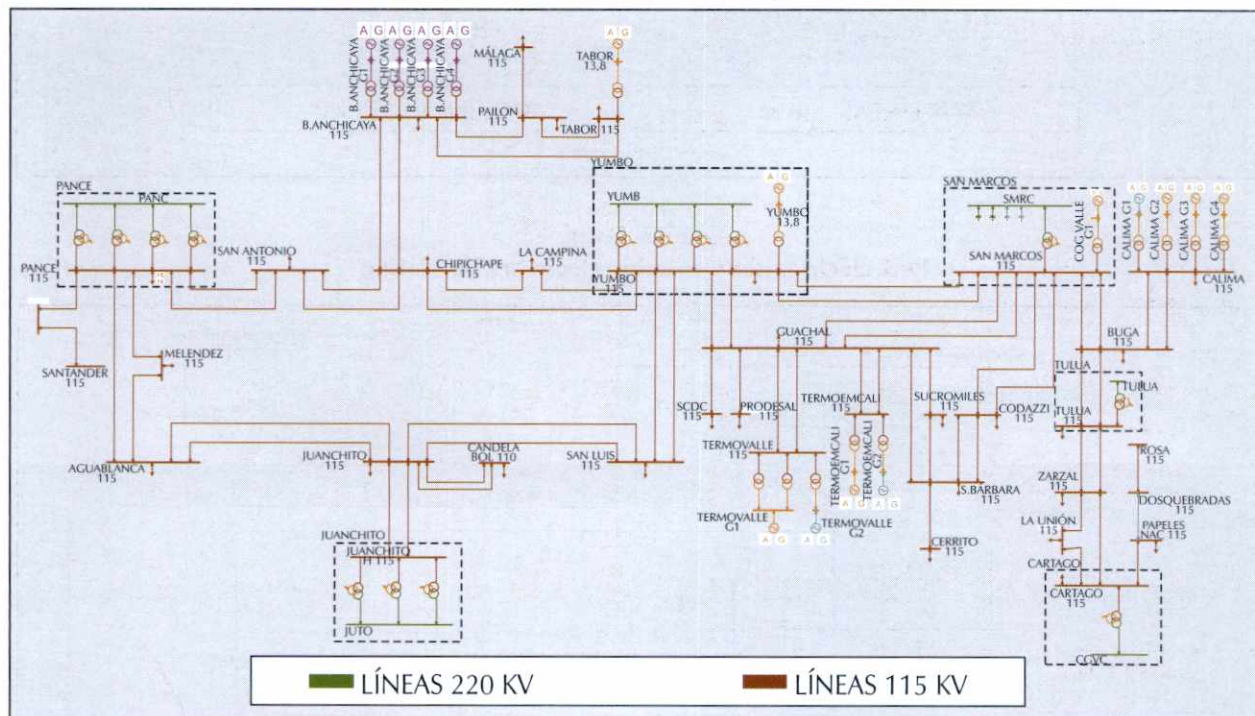 A G A G A G A G
A G
B.ANCHICAYA
G1
B.ANCHICAYA
G2
B.ANCHICAYA
G3
B.ANCHICAYA
G4
MÁLAGA
115
TABOR
13,8
PAILON
115
B.ANCHICAYA
115
TABOR 115
YUMBO
PANCE
PANC
YUMB
A G
YUMBO
13,8
SAN MARCOS
SMRC
COG.VALLE
G1
A G
A G
A G
A G
CALIMA G1
CALIMA G2
CALIMA G3
CALIMA G4
SAN ANTONIO
115
LA CAMPINA
115
PANCE
115
CHIPICHAPE
115
YUMBO
115
SAN MARCOS
115
CALIMA
115
GUACHAL
115
BUGA
115
MELENDEZ
115
SANTANDER
115
TULUA
TULUA
SCDC
115
PRODESAL
115
TERMOEMCALI
115
SUCROMILES
115
CODAZZI
115
TULUA
115
AGUABLANCA
115
JUANCHITO
115
CANDELA
BOL 110
SAN LUIS
115
TERMOVALLE
115
TERMOEMCALI
G1
TERMOEMCALI
G2
ROSA
115
ZARZAL
115
S.BARBARA
115
DOSQUEBRADAS
115
A G
A G
TERMOVALLE
G1
TERMOVALLE
G2
LA UNIÓN
115
PAPELES
NAC 115
A G
A G
JUANCHITO
JUANCHITO
H 115
CERRITO
115
CARTAGO
CARTAGO
115
JUTO
CGVC
LÍNEAS 220 KV
LÍNEAS 115 KV